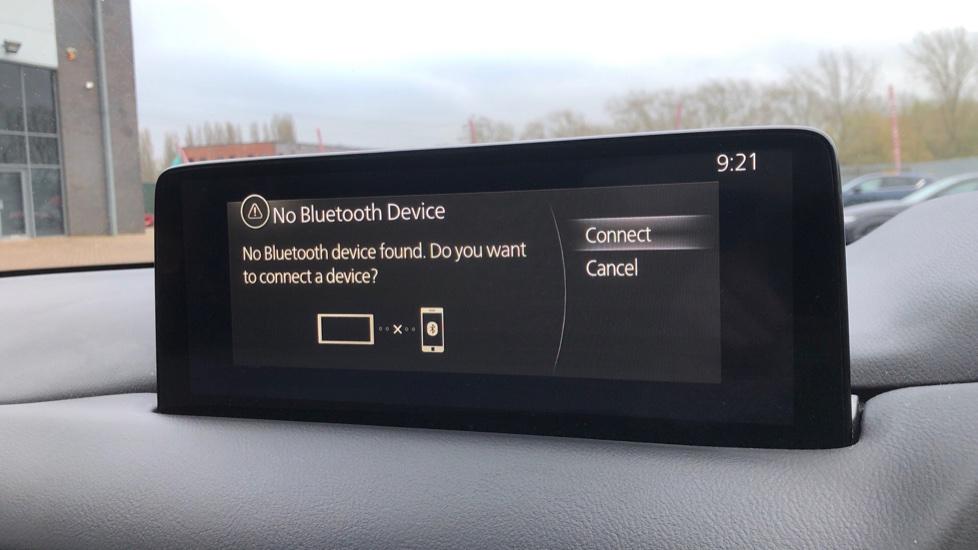 9:21
No Bluetooth Device
No Bluetooth device found. Do you want
to connect a device?
Connect
Cancel